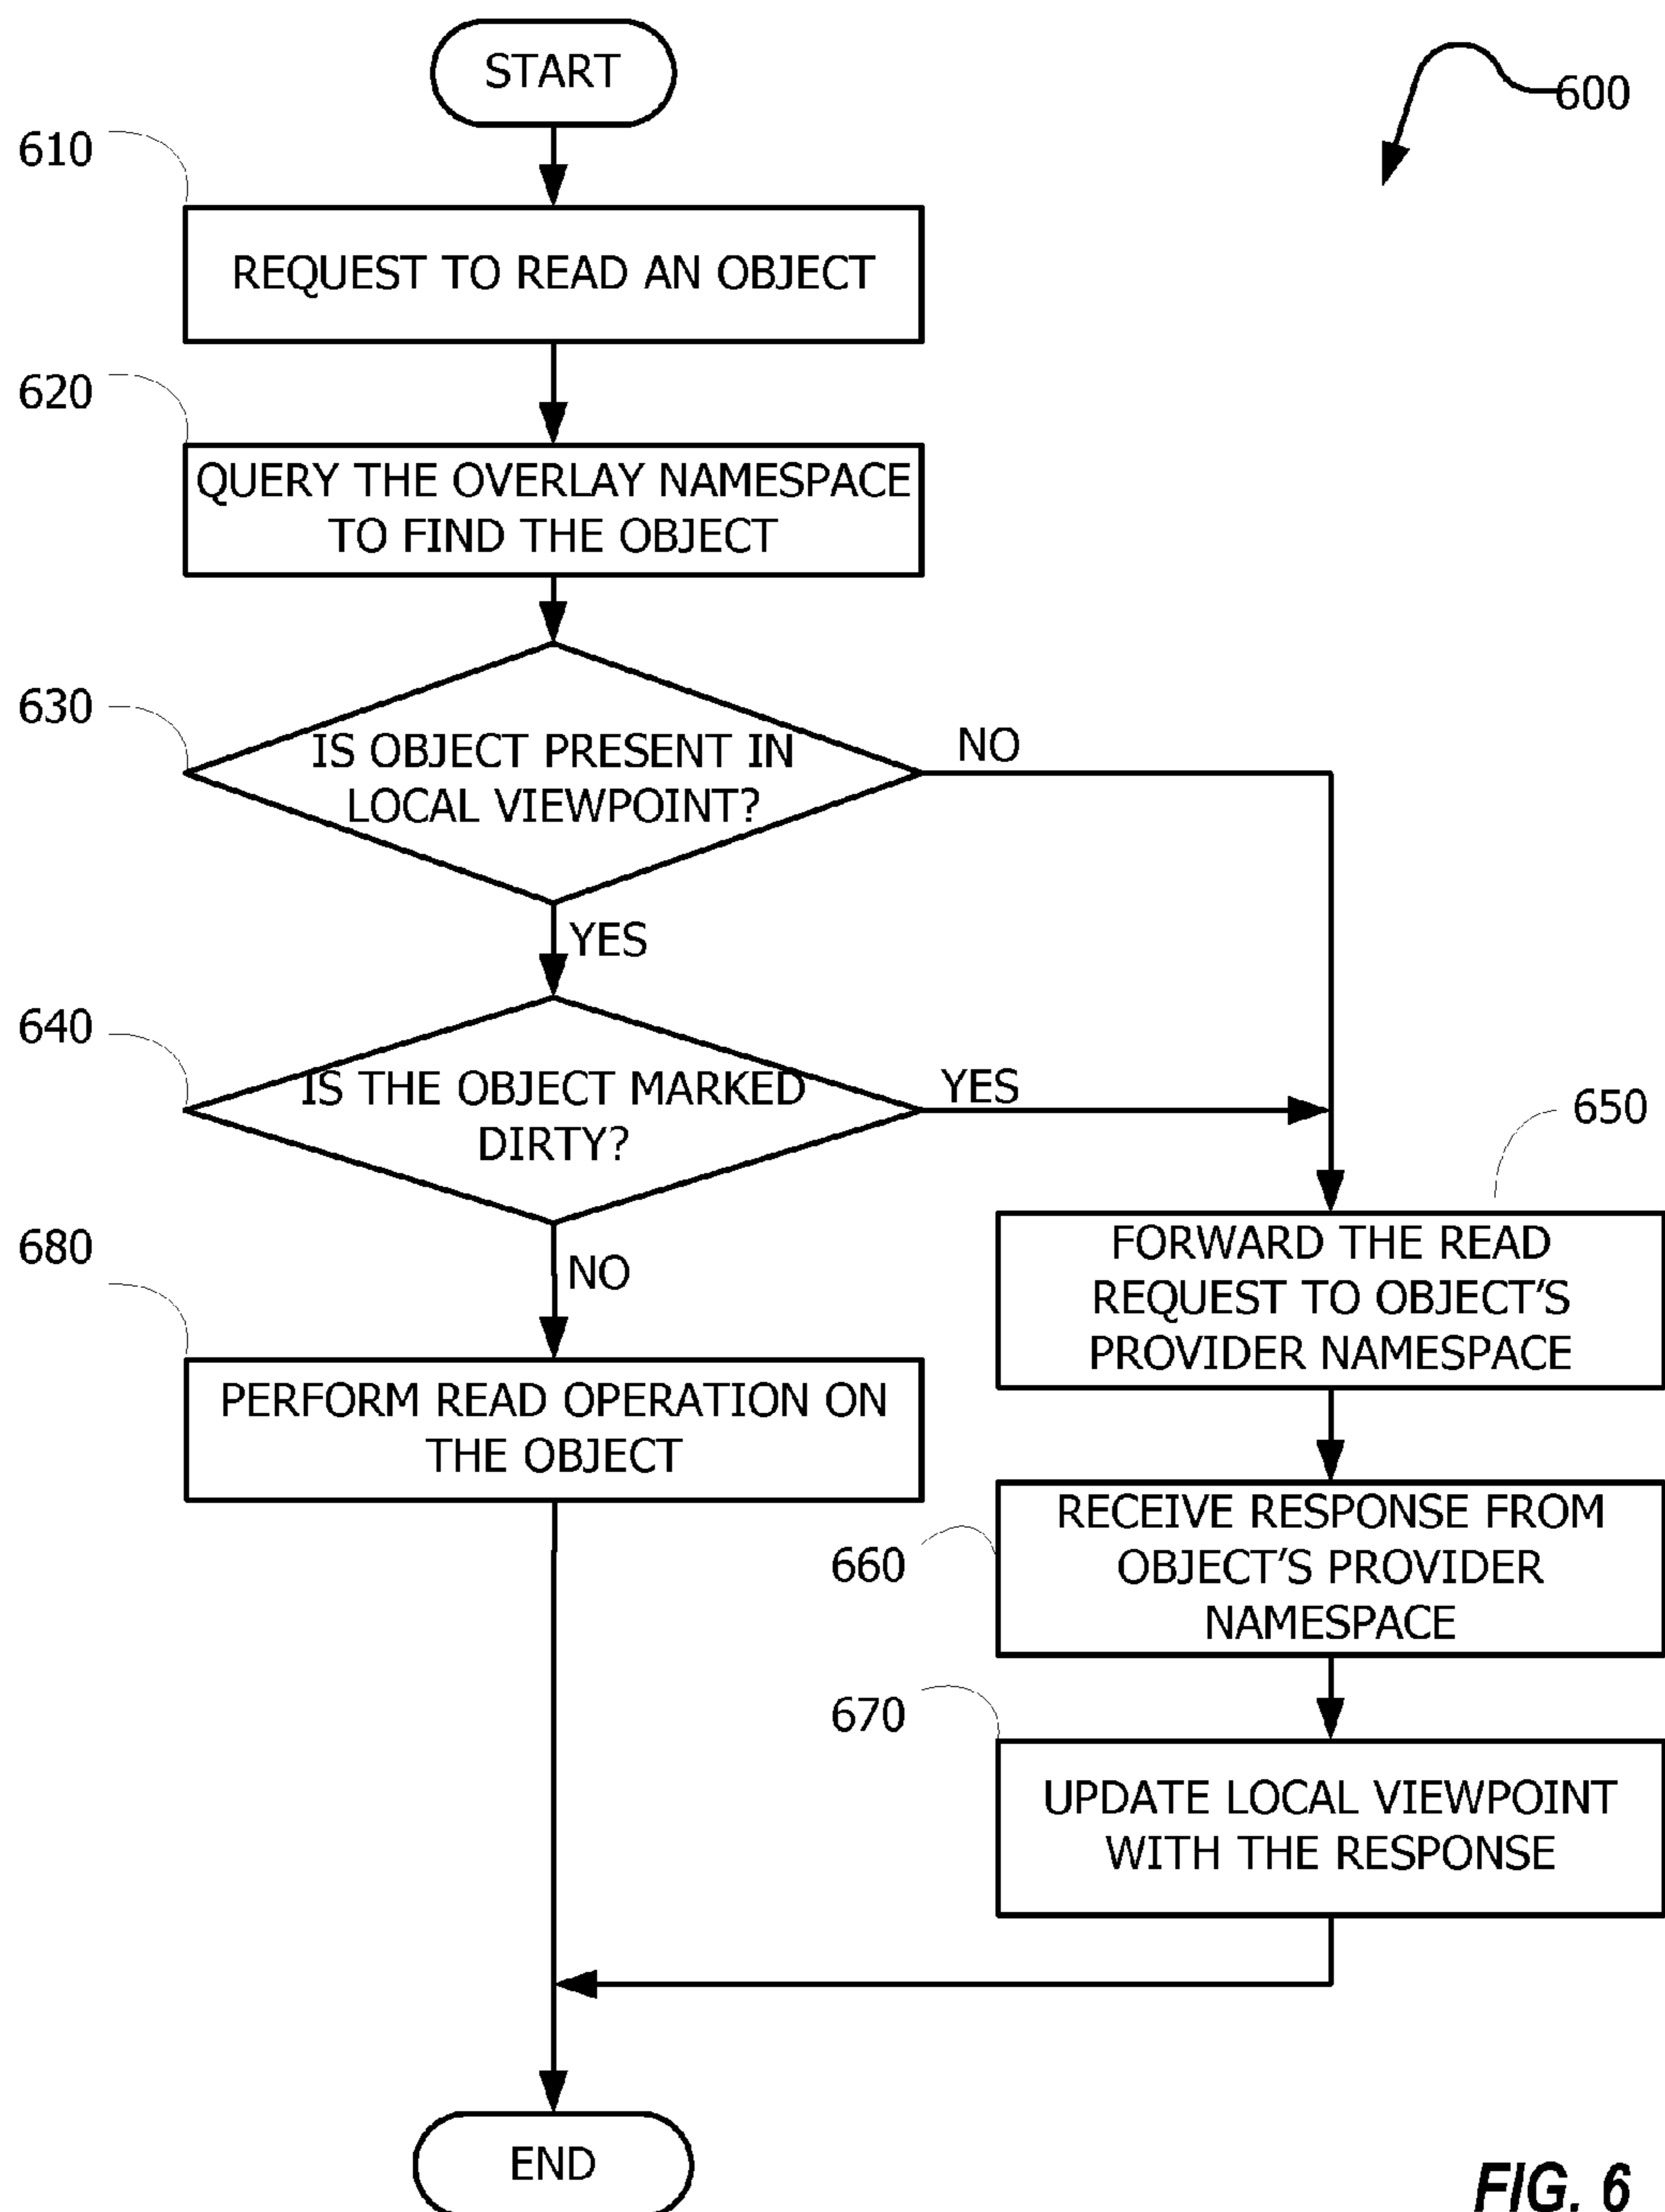 START
600
610
REQUEST TO READ AN OBJECT
620
QUERY THE OVERLAY NAMESPACE
TO FIND THE OBJECT
630
IS OBJECT PRESENT IN
LOCAL VIEWPOINT?
NO
YES
640
IS THE OBJECT MARKED
DIRTY?
YES
NO
650
FORWARD THE READ
REQUEST TO OBJECT'S
PROVIDER NAMESPACE
680
PERFORM READ OPERATION ON
THE OBJECT
660
RECEIVE RESPONSE FROM
OBJECT'S PROVIDER
NAMESPACE
670
UPDATE LOCAL VIEWPOINT
WITH THE RESPONSE
END
FIG. 6